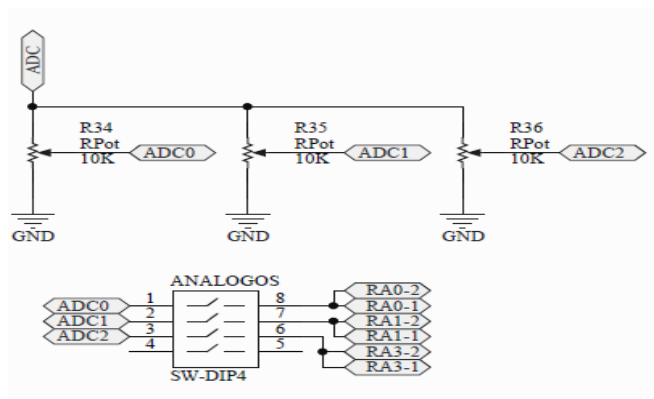 ADC
R34
RPot
10K
ADC0
R35
RPot
10K
ADC1
R36
RPot
10K
ADC2
GND
GND
GND
ANALOGOS
ADC0
ADC1
ADC2
1
2
3
4
8
7
6
5
RA0-2
RA0-1
RA1-2
RA1-1
RA3-2
RA3-1
SW-DIP4